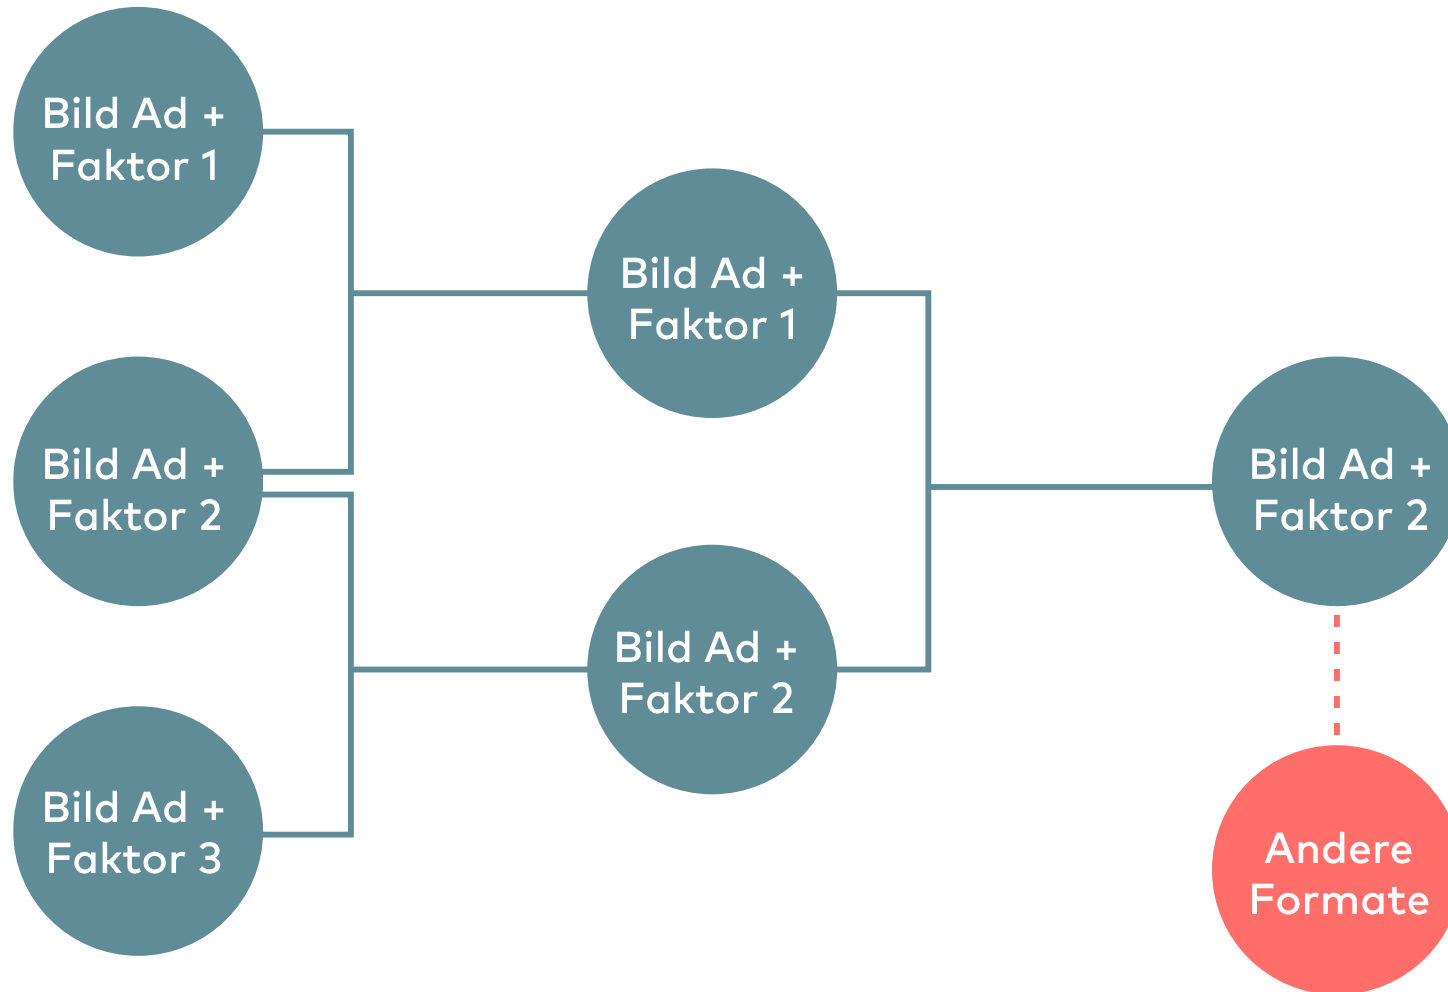 Bild Ad +
Faktor 1
Bild Ad +
Faktor 2
Bild Ad +
Faktor 3
Bild Ad +
Faktor 1
Bild Ad +
Faktor 2
Bild Ad +
Faktor 2
Andere
Formate